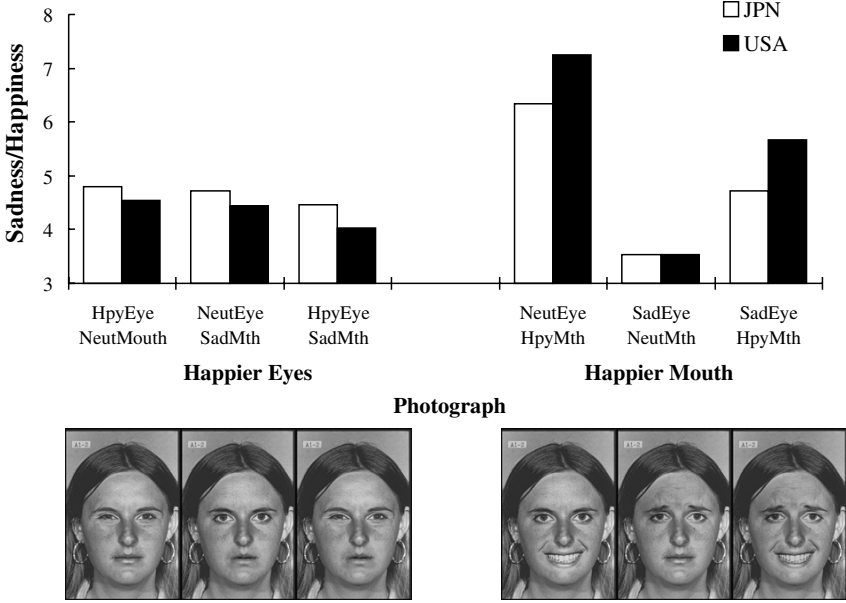 JPN
USA
Sadness/Happiness
8
7
6
5
4
3
HpyEye
NeutMouth
NeutEye
SadMth
HpyEye
SadMth
NeutEye
HpyMth
SadEye
NeutMth
SadEye
HpyMth
Happier Eyes
Happier Mouth
Photograph